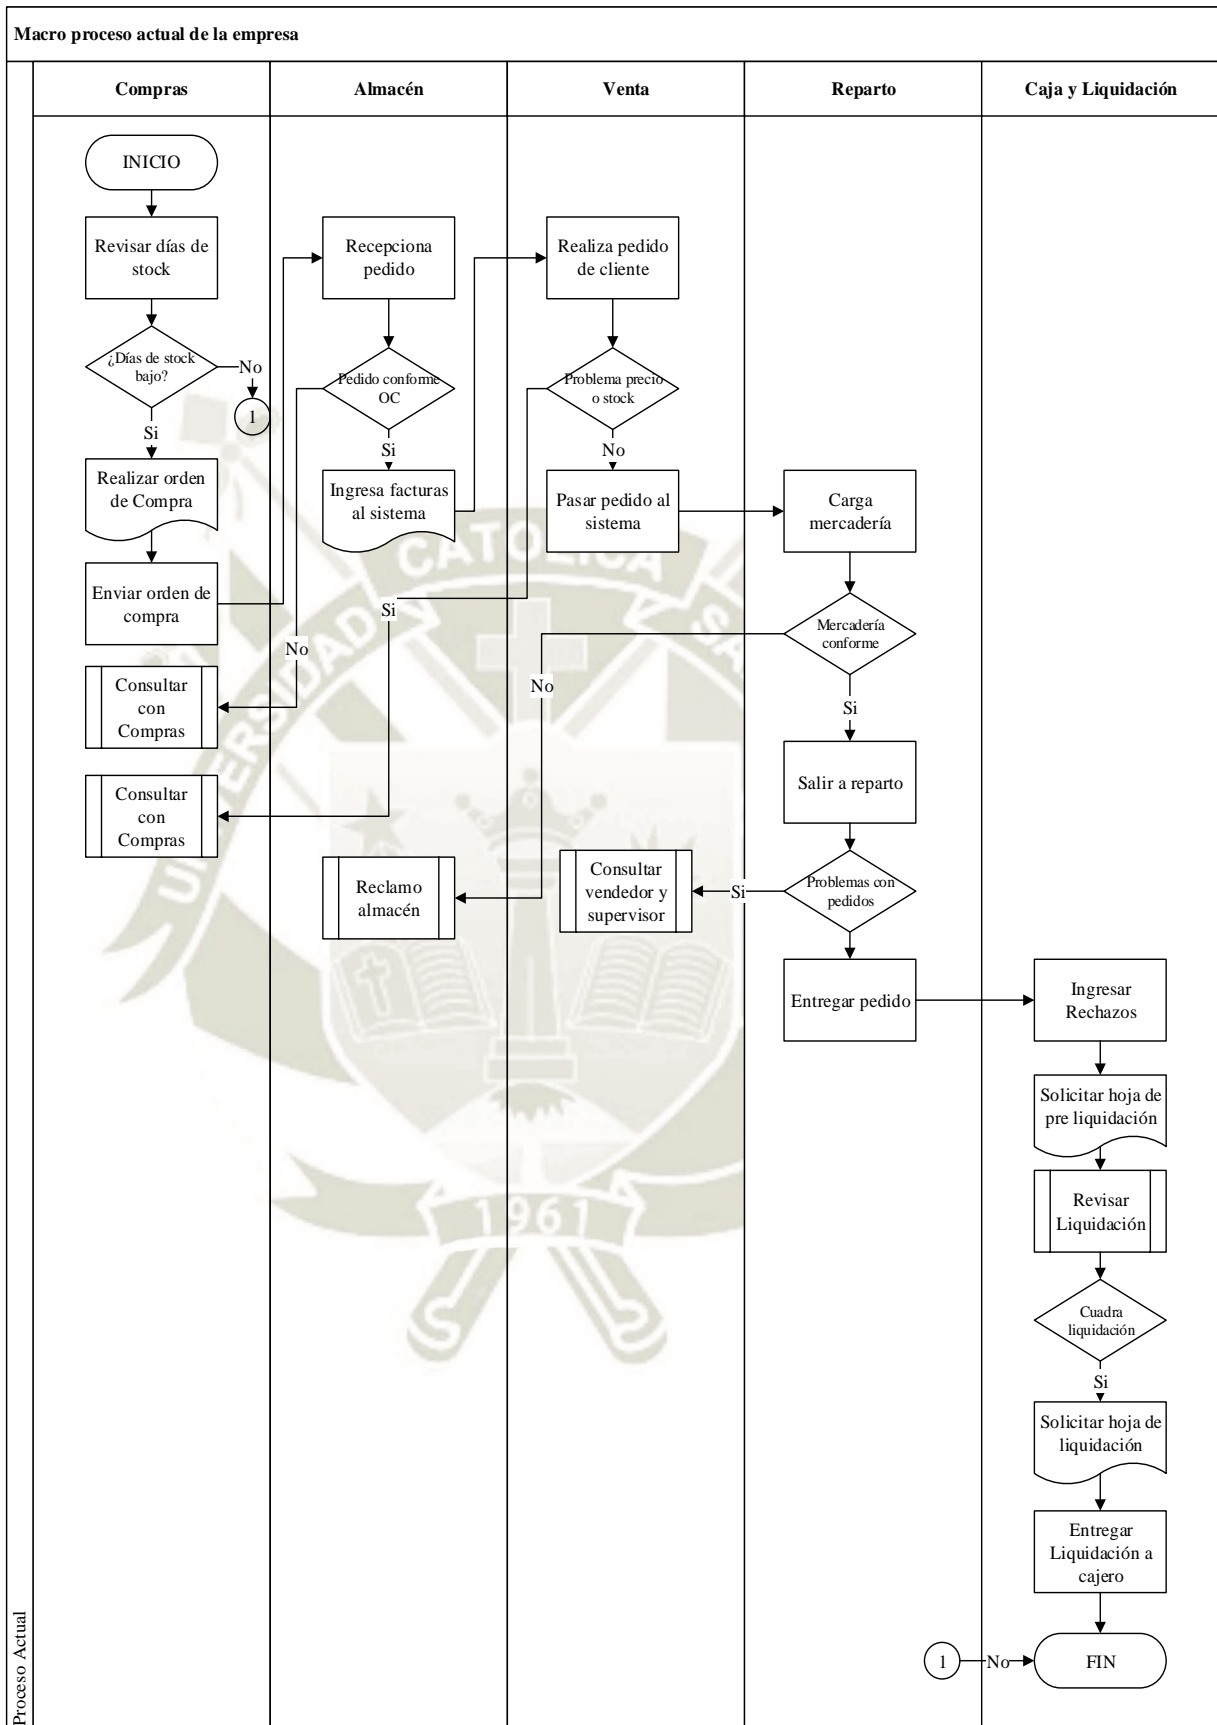 Macro proceso actual de la empresa
Compras
Almacén
Venta
Reparto
Caja y Liquidación
Proceso Actual
INICIO
Revisar días de
stock
¿Días de stock
bajo?
No
1
Si
Realizar orden
de Compra
Enviar orden de
compra
Consultar
con
Compras
Consultar
con
Compras
Recepciona
pedido
Pedido conforme
OC
No
Si
Ingresa facturas
al sistema
Si
Reclamo
almacén
Realiza pedido
de cliente
Problema precio
o stock
No
Pasar pedido al
sistema
No
Consultar
vendedor y
supervisor
Si
Carga
mercadería
Mercadería
conforme
Si
Salir a reparto
Problemas con
pedidos
Entregar pedido
Ingresar
Rechazos
Solicitar hoja de
pre liquidación
Revisar
Liquidación
Cuadra
liquidación
Si
Solicitar hoja de
liquidación
Entregar
Liquidación a
cajero
1
No
FIN
UNIVERSIDAD CATOLICA SA
1961